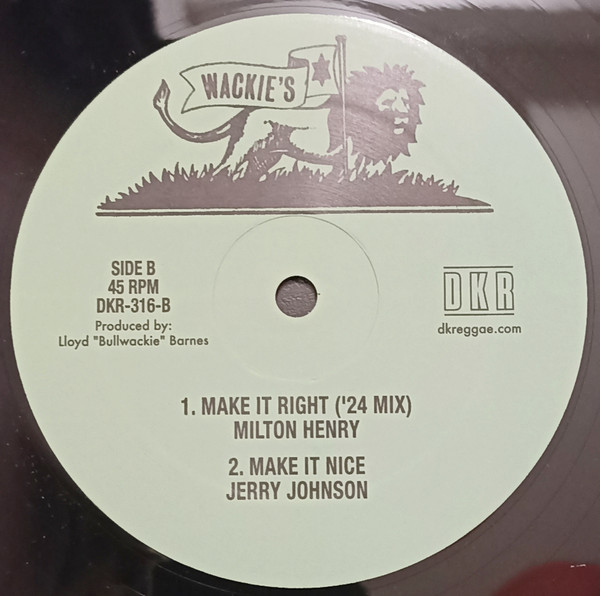 WACKIE'S
SIDE B
45 RPM
DKR-316-B
Produced by:
Lloyd "Bullwackie" Barnes
DKR
dkreggae.com
1. MAKE IT RIGHT ('24 MIX)
MILTON HENRY
2. MAKE IT NICE
JERRY JOHNSON